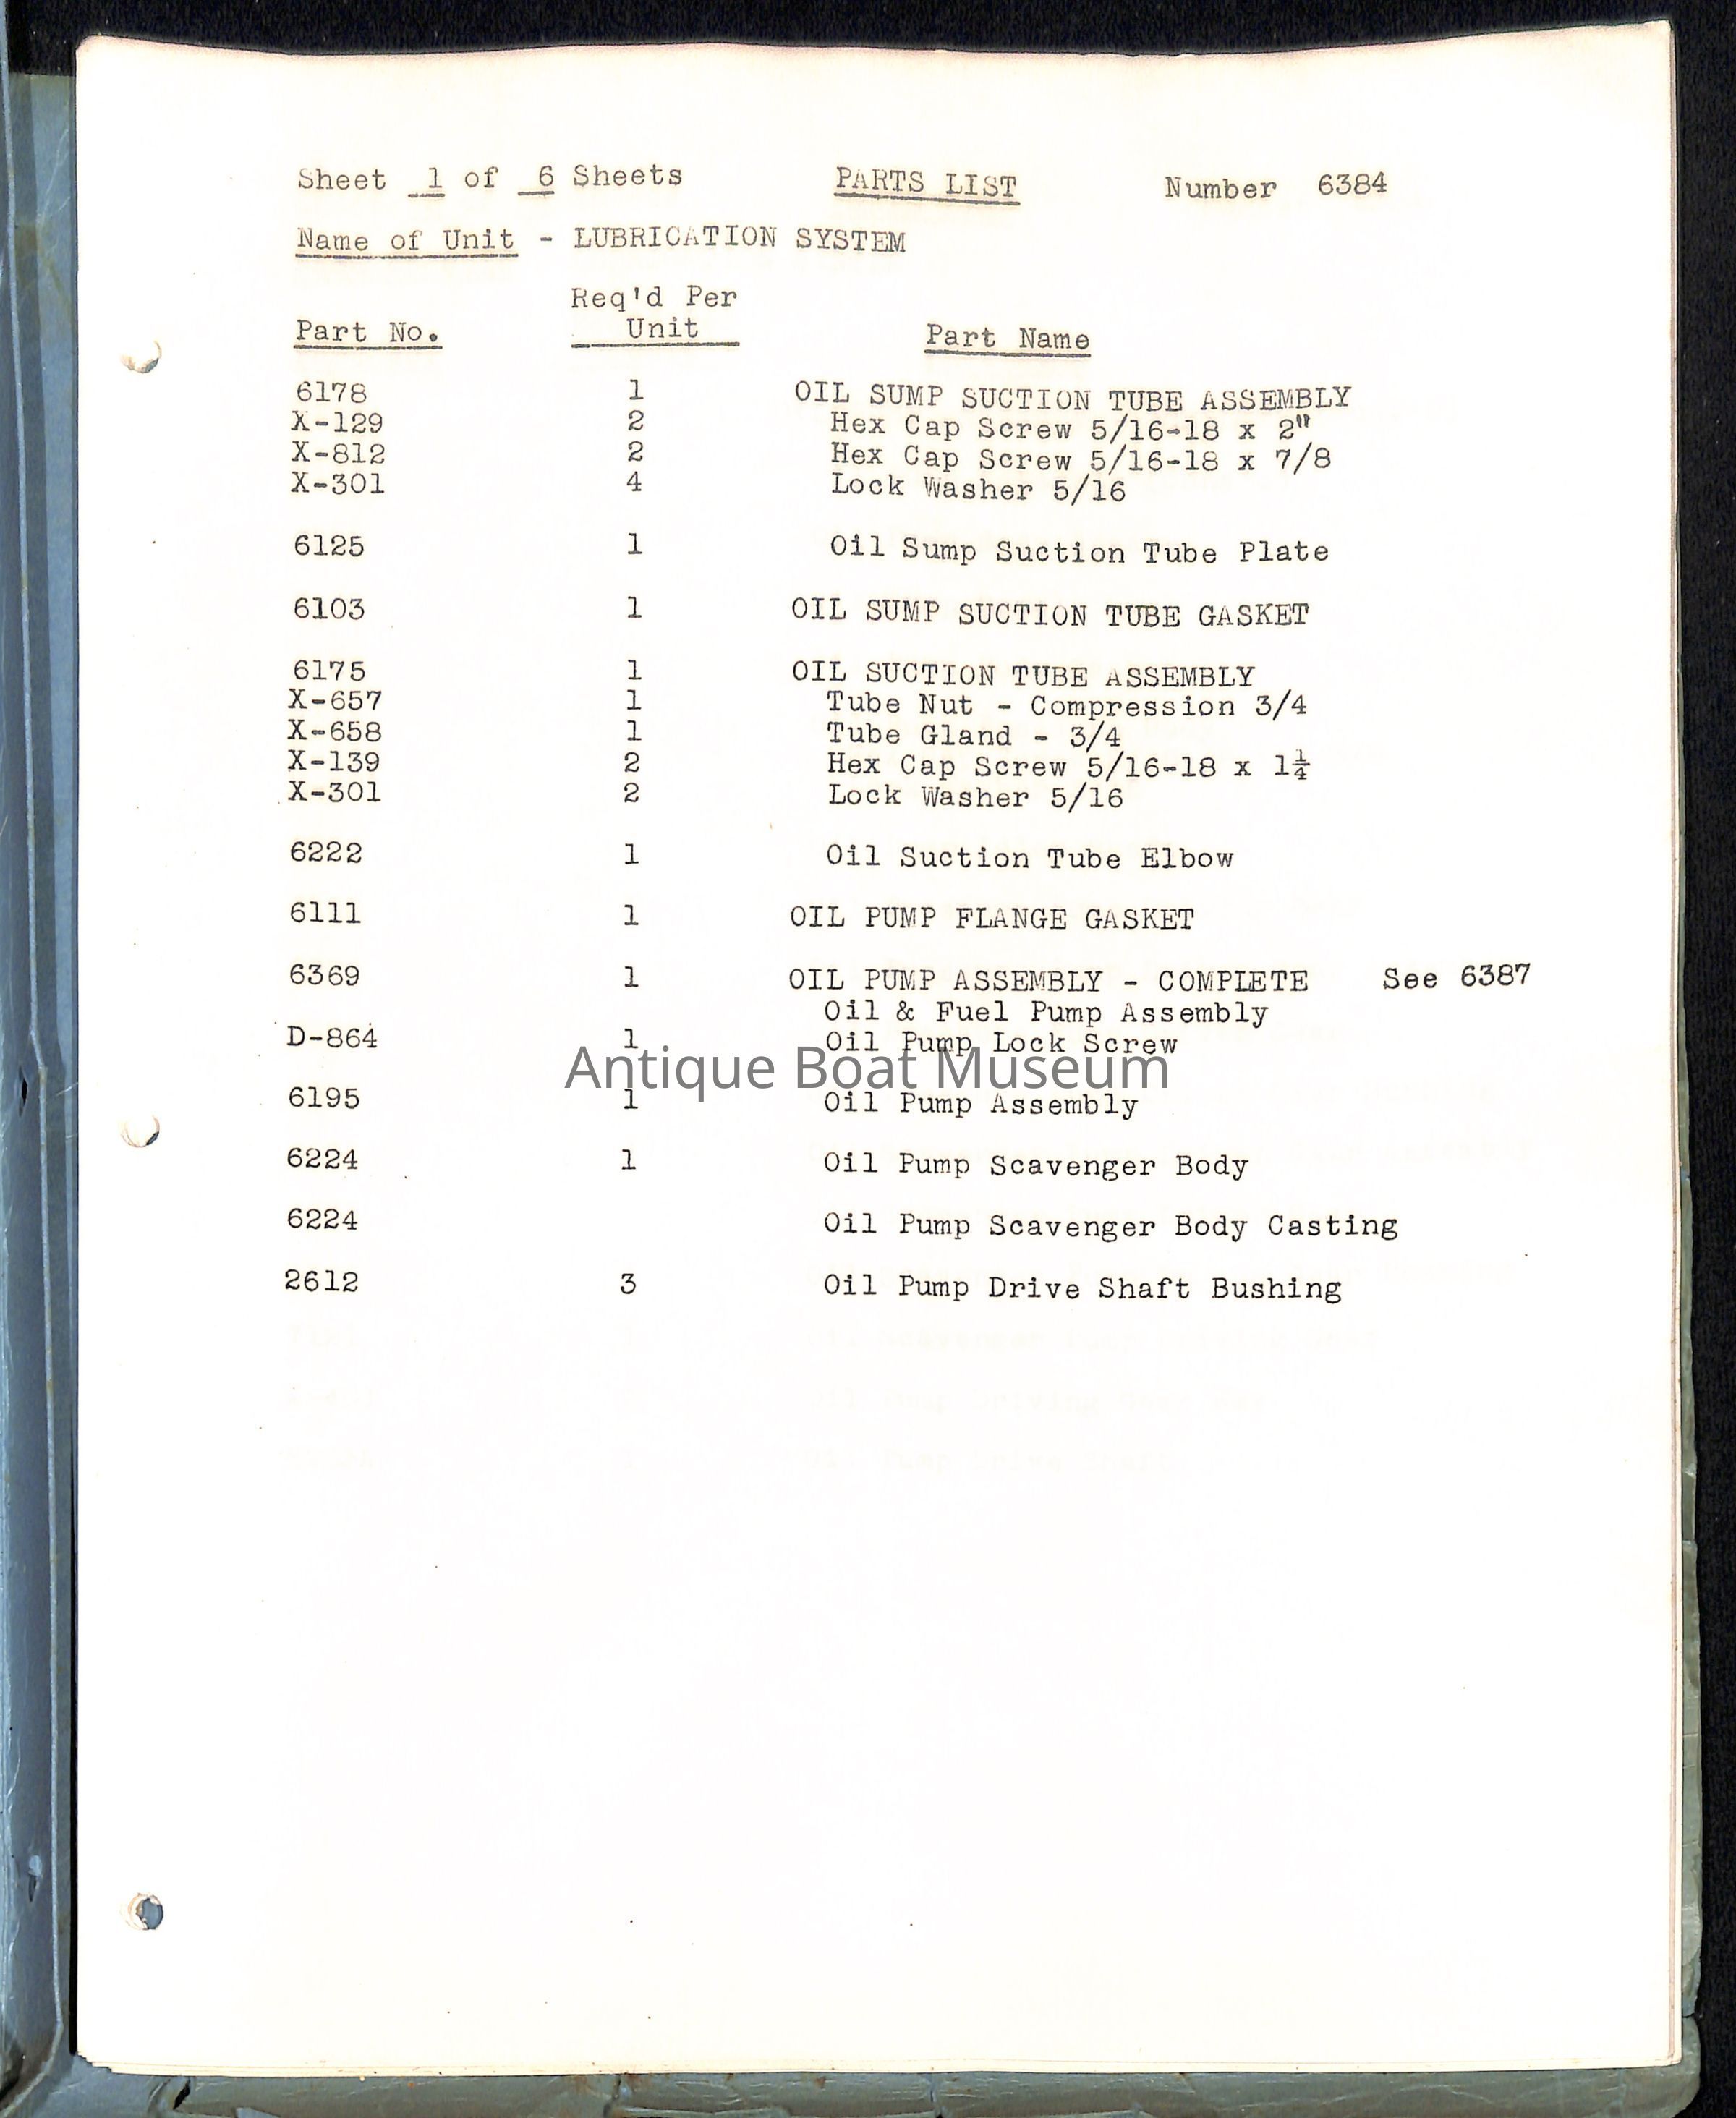 Sheet 1 of 6 Sheets PARTS LIST Number 6384
Name of Unit - LUBRICATION SYSTEM
Req'd Per
Part No. Unit Part Name
6178 1 OIL SUMP SUCTION TUBE ASSEMBLY
X-129 2 Hex Cap Screw 5/16-18 x 2"
X-812 2 Hex Cap Screw 5/16-18 x 7/8
X-301 4 Lock Washer 5/16
6125 1 Oil Sump Suction Tube Plate
6103 1 OIL SUMP SUCTION TUBE GASKET
6175 1 OIL SUCTION TUBE ASSEMBLY
X-657 1 Tube Nut - Compression 3/4
X-658 1 Tube Gland - 3/4
X-139 2 Hex Cap Screw 5/16-18 x 1¼
X-301 2 Lock Washer 5/16
6222 1 Oil Suction Tube Elbow
6111 1 OIL PUMP FLANGE GASKET
6369 1 OIL PUMP ASSEMBLY - COMPLETE See 6387
Oil & Fuel Pump Assembly
D-864 1 Oil Pump Lock Screw
Antique Boat Museum
6195 1 Oil Pump Assembly
6224 1 Oil Pump Scavenger Body
6224 Oil Pump Scavenger Body Casting
2612 3 Oil Pump Drive Shaft Bushing